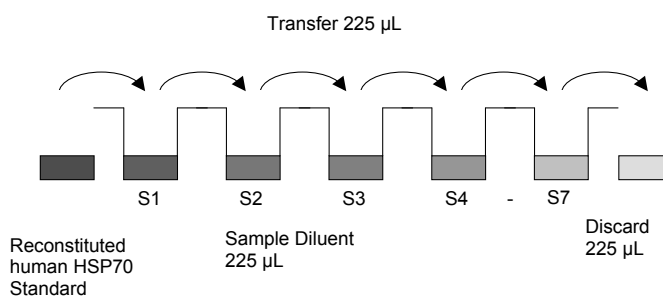 Transfer 225 µL
S1 S2 S3 S4 - S7
Reconstituted
human HSP70
Standard
Sample Diluent
225 µL
Discard
225 µL